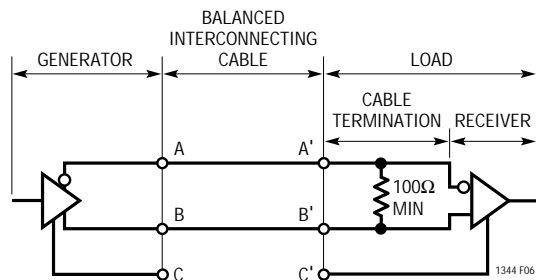 BALANCED
INTERCONNECTING
CABLE
GENERATOR
LOAD
CABLE
TERMINATION
RECEIVER
A
A'
100Ω
MIN
B
B'
C
C'
1344 F06